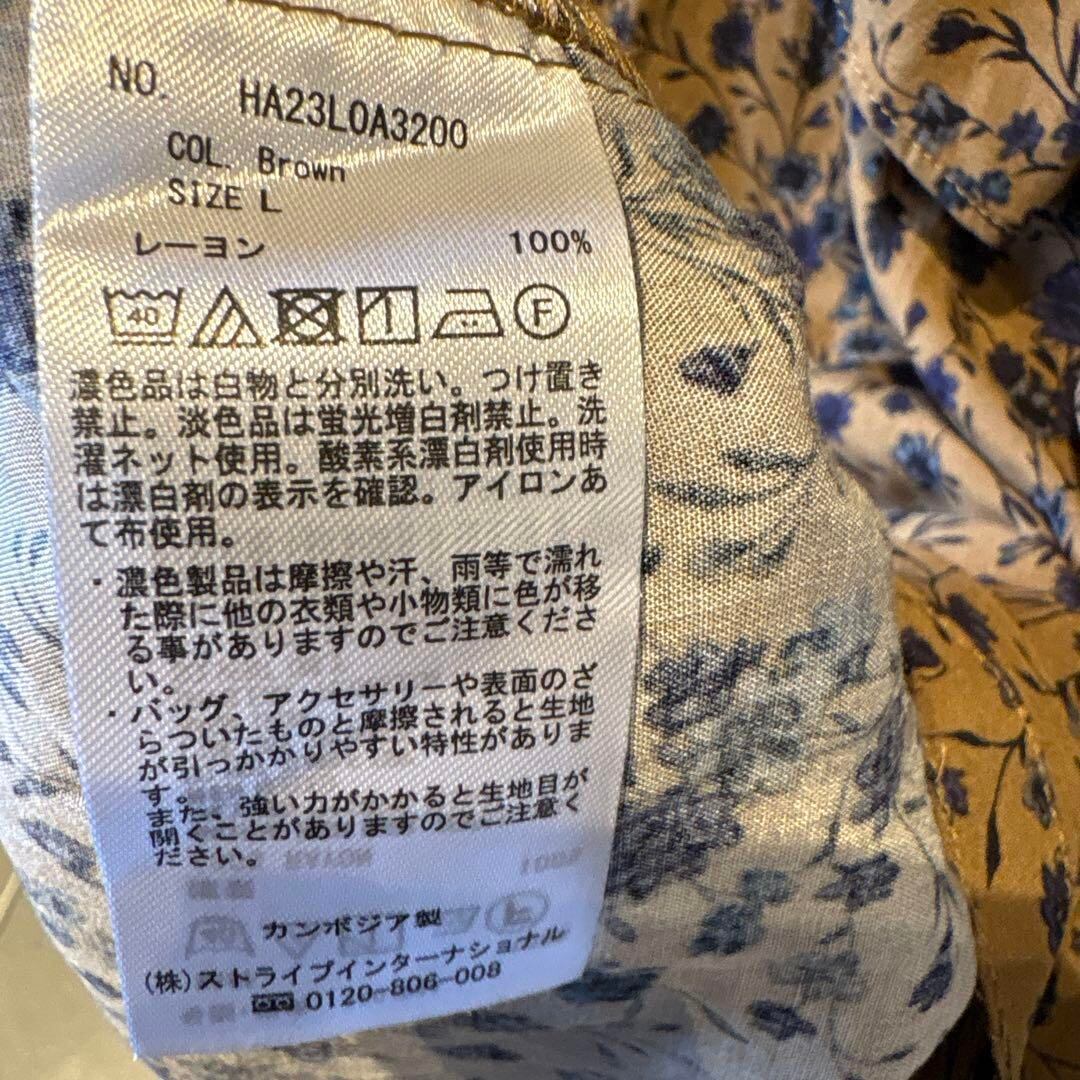 NO. HA23L0A3200
COL. Brown
SIZE L
レーヨン 100%
40
F
濃色品は白物と分別洗い。つけ置き
禁止。淡色品は蛍光増白剤禁止。洗
濯ネット使用。酸素系漂白剤使用時
は漂白剤の表示を確認。アイロンあ
て布使用。
・濃色製品は摩擦や汗、雨等で濡れ
た際に他の衣類や小物類に色が移
る事がありますのでご注意くださ
い。
・バッグ、アクセサリーや表面のざ
らついたものと摩擦されると生地
が引っかかりやすい特性がありま
す。
また、強い力がかかると生地目が
開くことがありますのでご注意く
ださい。
カンボジア製
(株)ストライプインターナショナル
0120-806-008